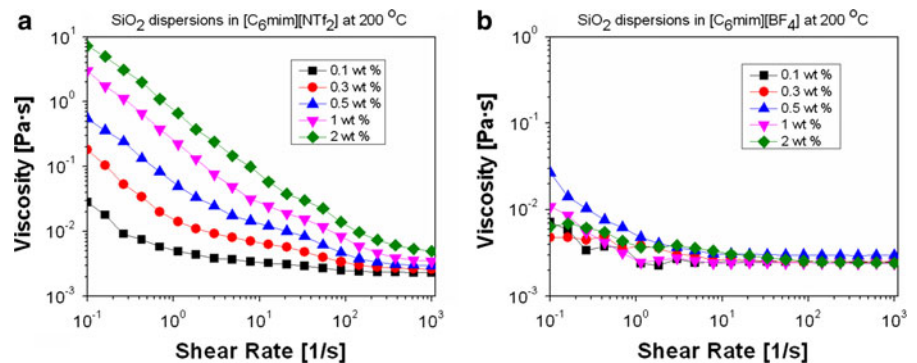 a
SiO2 dispersions in [C6mim][NTf2] at 200 °C
Viscosity [Pa·s]
10^1
10^0
10^-1
10^-2
10^-3
0.1 wt %
0.3 wt %
0.5 wt %
1 wt %
2 wt %
10^-1 10^0 10^1 10^2 10^3
Shear Rate [1/s]
b
SiO2 dispersions in [C6mim][BF4] at 200 °C
Viscosity [Pa·s]
10^0
10^-1
10^-2
10^-3
0.1 wt %
0.3 wt %
0.5 wt %
1 wt %
2 wt %
10^-1 10^0 10^1 10^2 10^3
Shear Rate [1/s]